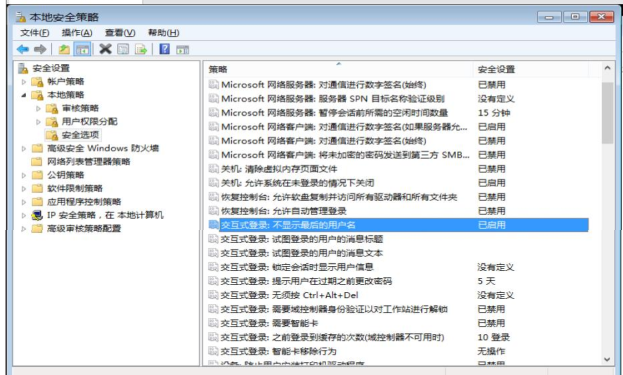 本地安全策略
文件(F) 操作(A) 查看(V) 帮助(H)
安全设置
帐户策略
本地策略
审核策略
用户权限分配
安全选项
高级安全 Windows 防火墙
网络列表管理器策略
公钥策略
软件限制策略
应用程序控制策略
IP 安全策略，在 本地计算机
高级审核策略配置
策略 安全设置
Microsoft 网络服务器: 对通信进行数字签名(始终) 已禁用
Microsoft 网络服务器: 服务器 SPN 目标名称验证级别 没有定义
Microsoft 网络服务器: 暂停会话前所需的空闲时间数量 15 分钟
Microsoft 网络客户端: 对通信进行数字签名(如果服务器允... 已启用
Microsoft 网络客户端: 对通信进行数字签名(始终) 已禁用
Microsoft 网络客户端: 将未加密的密码发送到第三方 SMB... 已禁用
关机: 清除虚拟内存页面文件 已禁用
关机: 允许系统在未登录的情况下关闭 已启用
恢复控制台: 允许软盘复制并访问所有驱动器和所有文件夹 已禁用
恢复控制台: 允许自动管理登录 已禁用
交互式登录: 不显示最后的用户名 已启用
交互式登录: 试图登录的用户的消息标题
交互式登录: 试图登录的用户的消息文本
交互式登录: 锁定会话时显示用户信息 没有定义
交互式登录: 提示用户在过期之前更改密码 5 天
交互式登录: 无须按 Ctrl+Alt+Del 没有定义
交互式登录: 需要域控制器身份验证以对工作站进行解锁 已禁用
交互式登录: 需要智能卡 已禁用
交互式登录: 之前登录到缓存的次数(域控制器不可用时) 10 登录
交互式登录: 智能卡移除行为 无操作
设备: 防止用户安装打印机驱动程序 已禁用